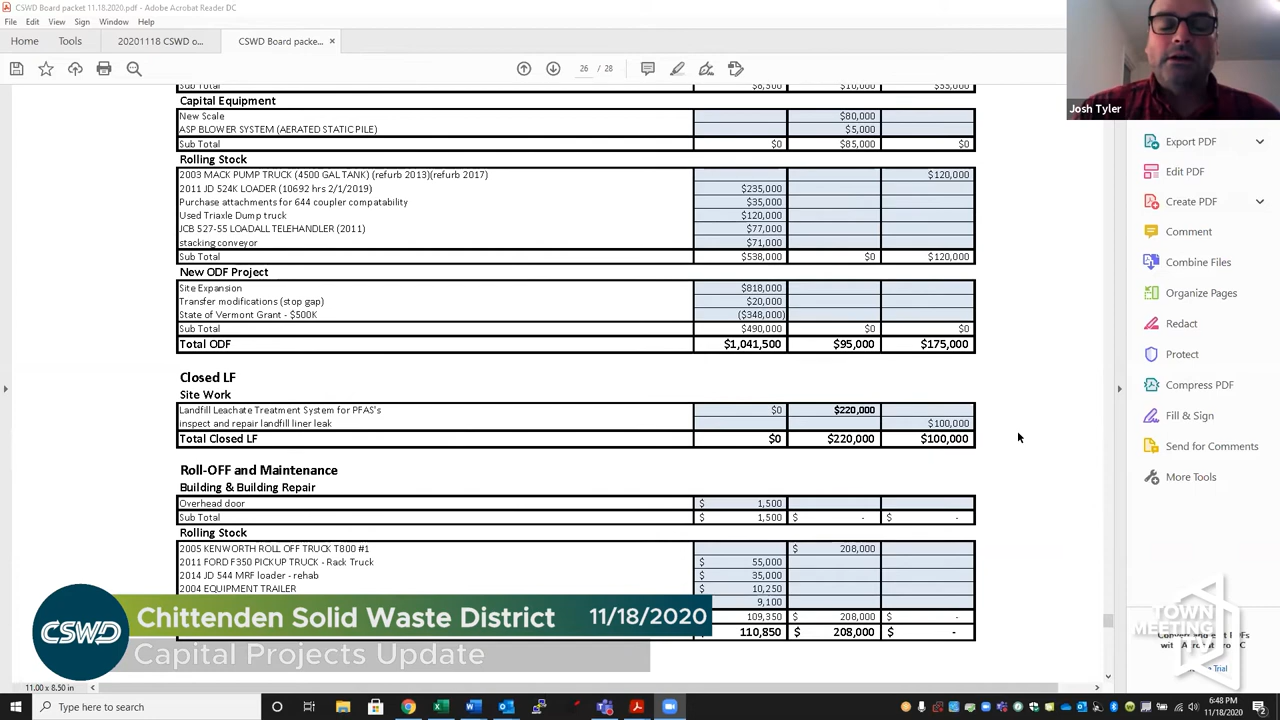 CSWD Board packet 11.18.2020.pdf - Adobe Acrobat Reader DC
File Edit View Sign Window Help
Home Tools 20201118 CSWD o... CSWD Board packe... ×
26 / 28
Sub Total $6,500 $10,000 $55,000
Capital Equipment
New Scale $80,000
ASP BLOWER SYSTEM (AERATED STATIC PILE) $5,000
Sub Total $0 $85,000 $0
Rolling Stock
2003 MACK PUMP TRUCK (4500 GAL TANK) (refurb 2013)(refurb 2017) $120,000
2011 JD 524K LOADER (10692 hrs 2/1/2019) $235,000
Purchase attachments for 644 coupler compatability $35,000
Used Triaxle Dump truck $120,000
JCB 527-55 LOADALL TELEHANDLER (2011) $77,000
stacking conveyor $71,000
Sub Total $538,000 $0 $120,000
New ODF Project
Site Expansion $818,000
Transfer modifications (stop gap) $20,000
State of Vermont Grant - $500K ($348,000)
Sub Total $490,000 $0 $0
Total ODF $1,041,500 $95,000 $175,000
Closed LF
Site Work
Landfill Leachate Treatment System for PFAS's $0 $220,000
inspect and repair landfill liner leak $100,000
Total Closed LF $0 $220,000 $100,000
Roll-OFF and Maintenance
Building & Building Repair
Overhead door $ 1,500
Sub Total $ 1,500 $ - $ -
Rolling Stock
2005 KENWORTH ROLL OFF TRUCK T800 #1 $ 208,000
2011 FORD F350 PICKUP TRUCK - Rack Truck $ 55,000
2014 JD 544 MRF loader - rehab $ 35,000
2004 EQUIPMENT TRAILER $ 10,250
9,100
109,350 $ 208,000 $ -
110,850 $ 208,000 $ -
Josh Tyler
Export PDF
Edit PDF
Create PDF
Comment
Combine Files
Organize Pages
Redact
Protect
Compress PDF
Fill & Sign
Send for Comments
More Tools
Trial
CSWD
Chittenden Solid Waste District 11/18/2020
Capital Projects Update
TOWN
MEETING
TV
11.00 x 8.50 in
Type here to search
6:48 PM
11/18/2020
2